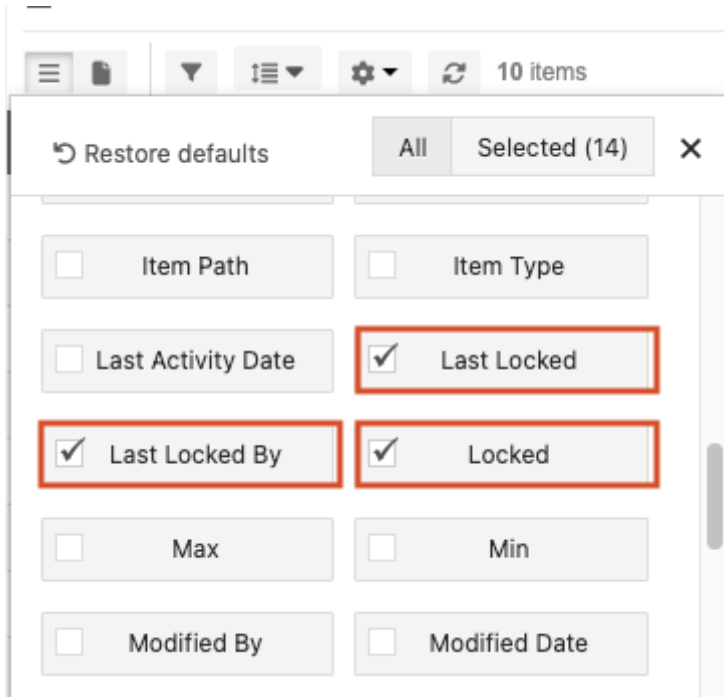 10 items
Restore defaults
All
Selected (14)
Item Path
Item Type
Last Activity Date
Last Locked
Last Locked By
Locked
Max
Min
Modified By
Modified Date